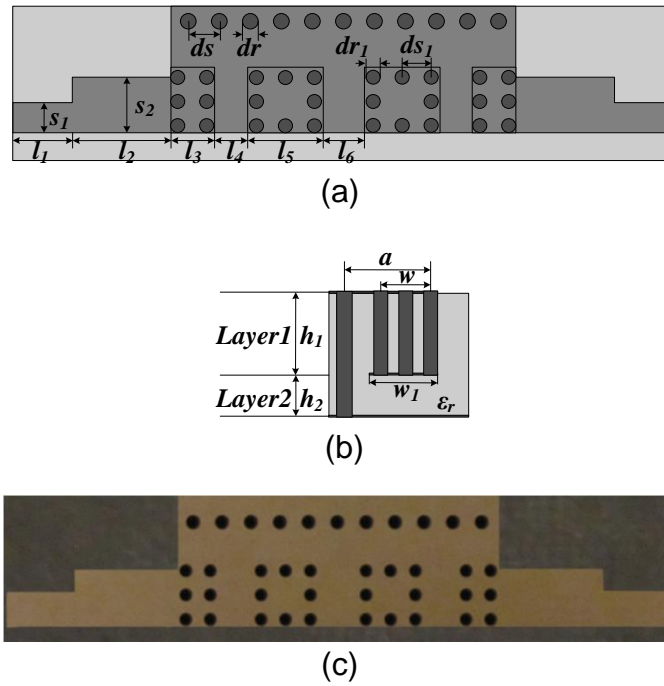 ds dr dr1 ds1
s1 s2
l1 l2 l3 l4 l5 l6
(a)
a
w
Layer1 h1
Layer2 h2
w1
εr
(b)
(c)